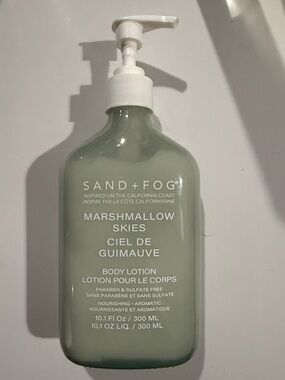 SAND + FOG
INSPIRED ON THE CALIFORNIA COAST
INSPIRÉ PAR LA CÔTE CALIFORNIENNE
MARSHMALLOW
SKIES
CIEL DE
GUIMAUVE
BODY LOTION
LOTION POUR LE CORPS
PARABEN & SULFATE FREE
SANS PARABÈNE ET SANS SULFATE
NOURISHING • AROMATIC
NOURRISSANTE ET AROMATIQUE
10.1 Fl Oz / 300 ML
10,1 OZ LIQ. / 300 ML